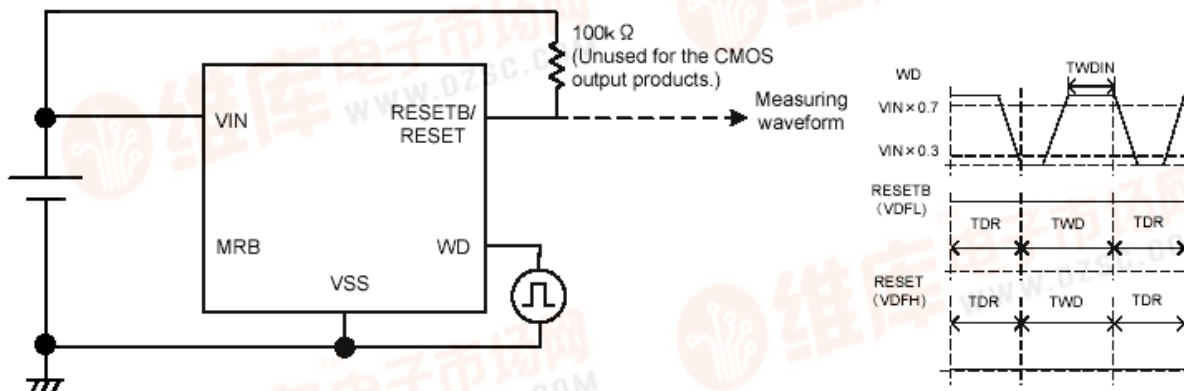 100k Ω
(Unused for the CMOS
output products.)
VIN
RESETB/
RESET
Measuring
waveform
MRB
WD
VSS
WD
TWDIN
VIN×0.7
VIN×0.3
RESETB
(VDFL)
TDR
TWD
TDR
RESET
(VDFH)
TDR
TWD
TDR
维库电子市场网
WWW.DZSC.COM